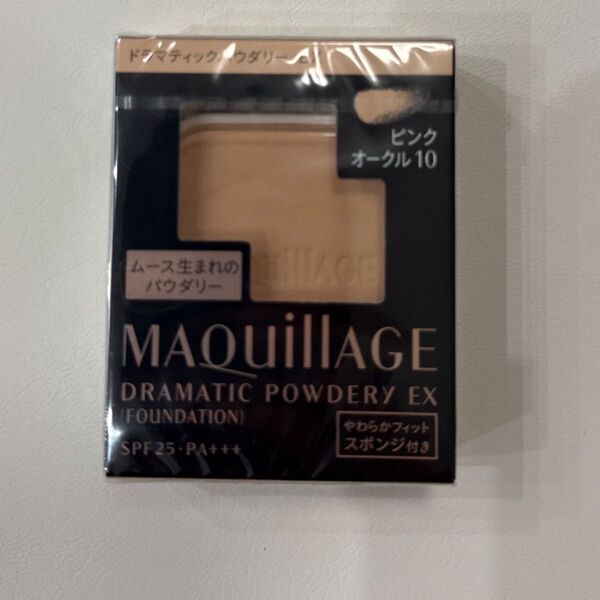 ドラマティックパウダリー EX
ピンク
オークル10
ムース生まれの
パウダリー
MAQuillAGE
DRAMATIC POWDERY EX
(FOUNDATION)
SPF25・PA+++
やわらかフィット
スポンジ付き